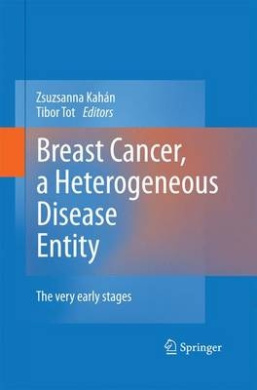 Zsuzsanna Kahán
Tibor Tot Editors
Breast Cancer,
a Heterogeneous
Disease
Entity
The very early stages
Springer